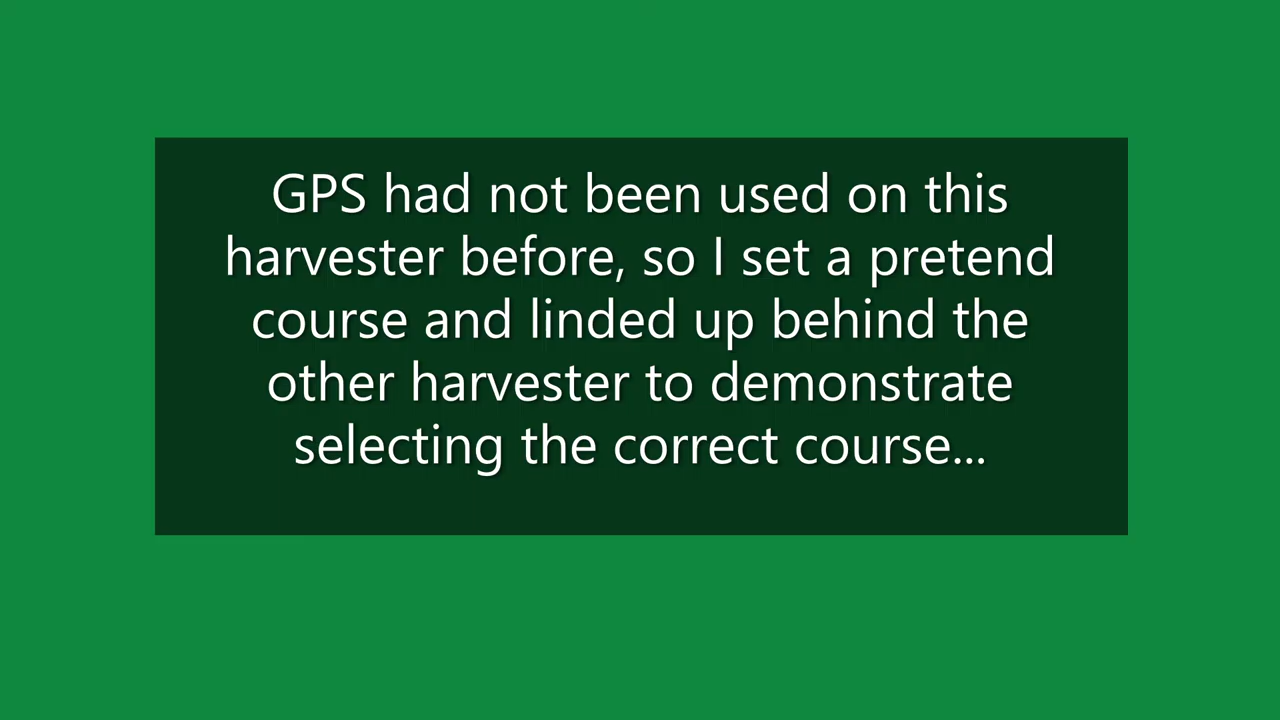 GPS had not been used on this
harvester before, so I set a pretend
course and linded up behind the
other harvester to demonstrate
selecting the correct course...